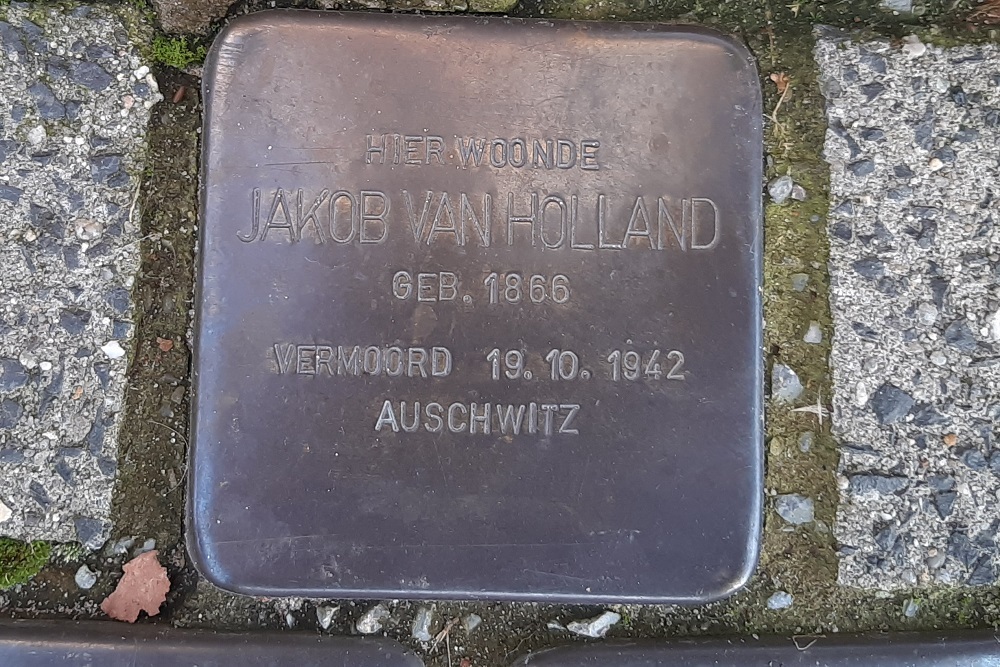 HIER WOONDE
JAKOB VAN HOLLAND
GEB. 1866
VERMOORD 19.10.1942
AUSCHWITZ